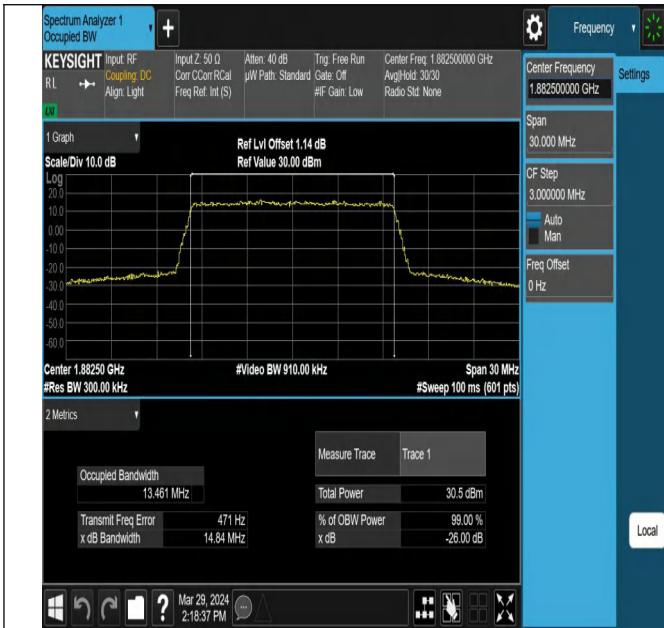 Spectrum Analyzer 1
Occupied BW
+
Frequency
KEYSIGHT
RL
LXI
Input: RF
Coupling: DC
Align: Light
Input Z: 50 Ω
Corr CCorr RCal
Freq Ref: Int (S)
Atten: 40 dB
µW Path: Standard
Trig: Free Run
Gate: Off
#IF Gain: Low
Center Freq: 1.882500000 GHz
Avg|Hold: 30/30
Radio Std: None
Center Frequency
1.882500000 GHz
Settings
Span
30.000 MHz
CF Step
3.000000 MHz
Auto
Man
Freq Offset
0 Hz
Local
1 Graph
Ref Lvl Offset 1.14 dB
Scale/Div 10.0 dB
Ref Value 30.00 dBm
Log
20.0
10.0
0.00
-10.0
-20.0
-30.0
-40.0
-50.0
-60.0
Center 1.88250 GHz
#Video BW 910.00 kHz
Span 30 MHz
#Res BW 300.00 kHz
#Sweep 100 ms (601 pts)
2 Metrics
Measure Trace Trace 1
Occupied Bandwidth
13.461 MHz
Total Power 30.5 dBm
Transmit Freq Error 471 Hz
% of OBW Power 99.00 %
x dB Bandwidth 14.84 MHz
x dB -26.00 dB
?
Mar 29, 2024
2:18:37 PM